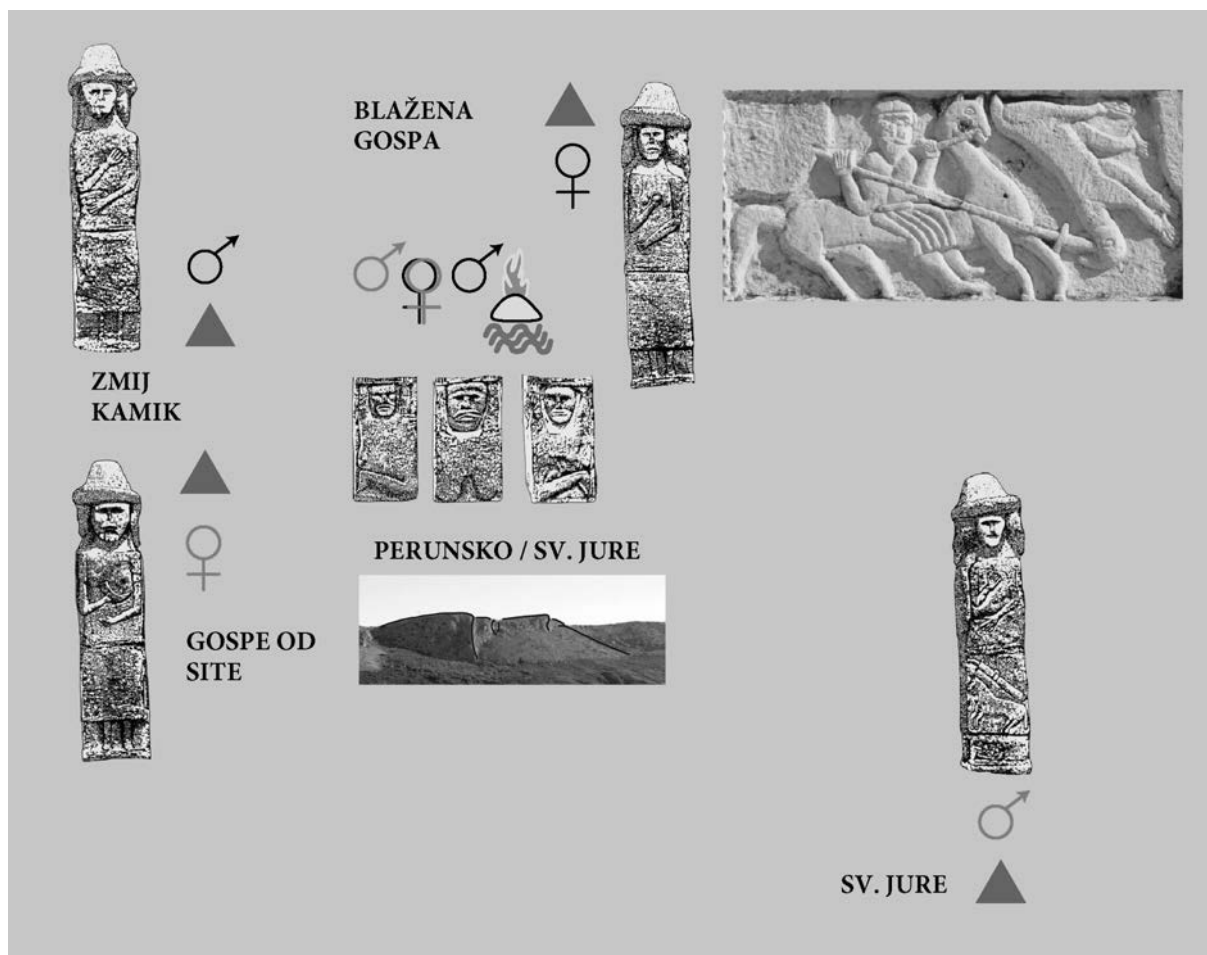 BLAŽENA
GOSPA
ZMIJ
KAMIK
PERUNSKO / SV. JURE
GOSPE OD
SITE
SV. JURE